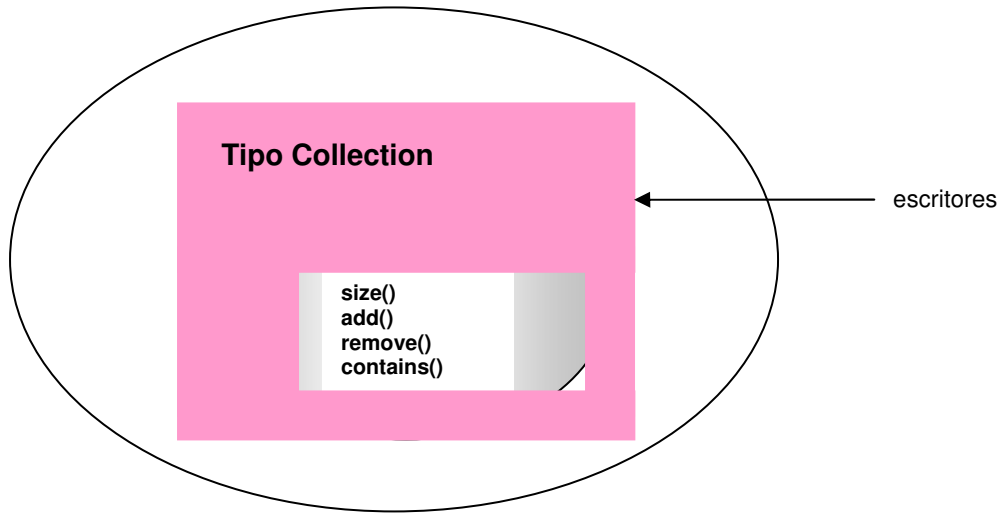 Tipo Collection
escritores
size()
add()
remove()
contains()